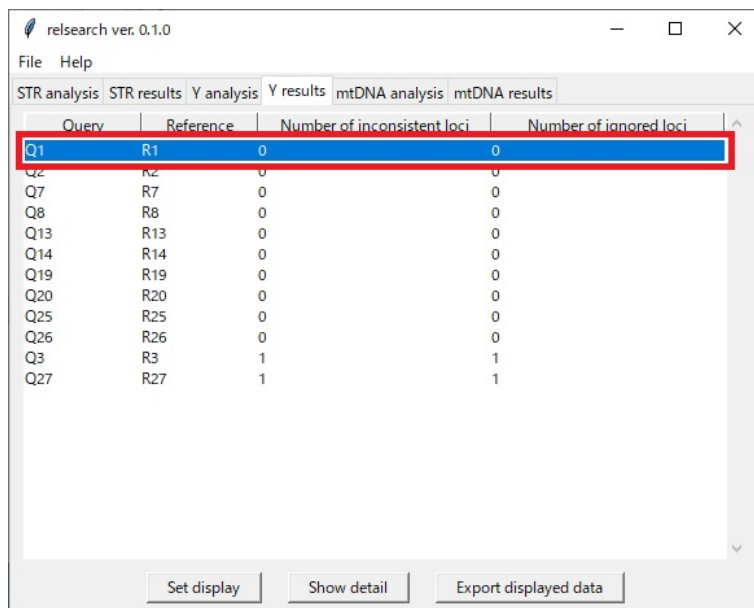 relsearch ver. 0.1.0
File Help
STR analysis STR results Y analysis Y results mtDNA analysis mtDNA results
Query Reference Number of inconsistent loci Number of ignored loci
Q1 R1 0 0
Q2 R2 0 0
Q7 R7 0 0
Q8 R8 0 0
Q13 R13 0 0
Q14 R14 0 0
Q19 R19 0 0
Q20 R20 0 0
Q25 R25 0 0
Q26 R26 0 0
Q3 R3 1 1
Q27 R27 1 1
Set display Show detail Export displayed data